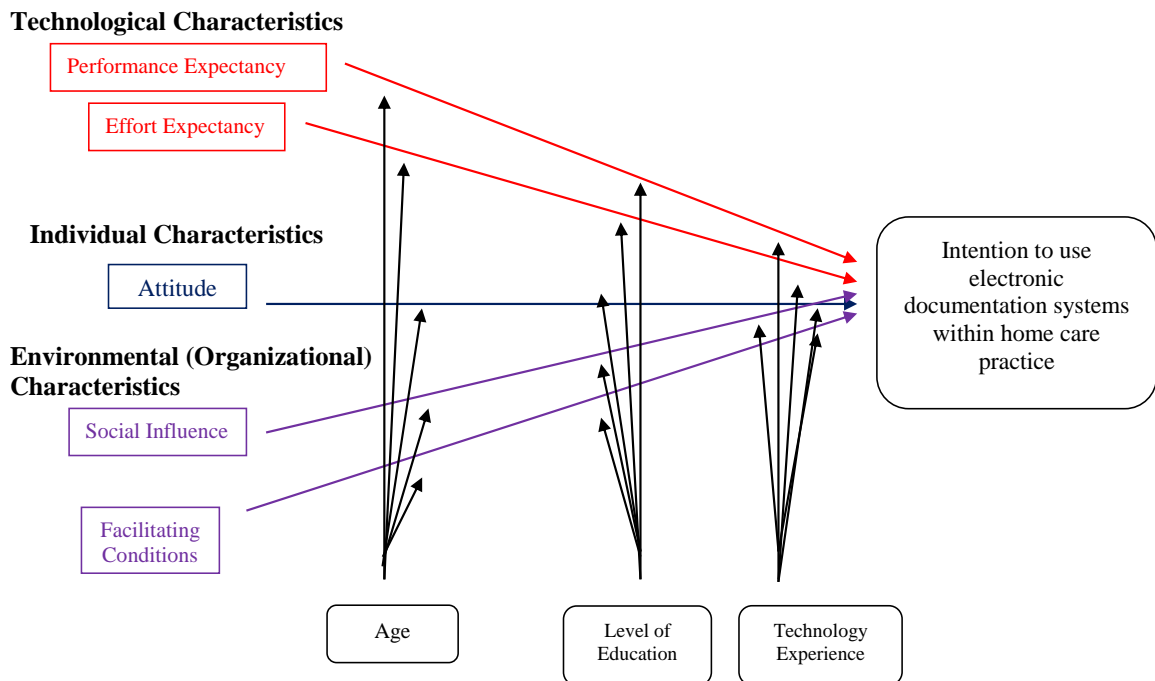 Technological Characteristics
Performance Expectancy
Effort Expectancy
Individual Characteristics
Attitude
Environmental (Organizational)
Characteristics
Social Influence
Facilitating
Conditions
Intention to use
electronic
documentation systems
within home care
practice
Age
Level of
Education
Technology
Experience